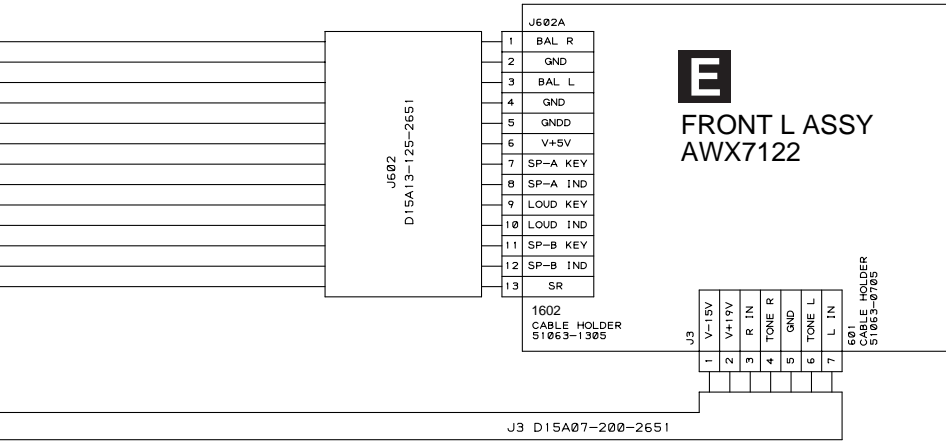 J602A
1 BAL R
2 GND
3 BAL L
4 GND
5 GNDD
6 V+5V
7 SP-A KEY
8 SP-A IND
9 LOUD KEY
10 LOUD IND
11 SP-B KEY
12 SP-B IND
13 SR
J602
D15A13-125-2651
1602
CABLE HOLDER
51063-1305
E
FRONT L ASSY
AWX7122
J3
1 V-15V
2 V+19V
3 R IN
4 TONE R
5 GND
6 TONE L
7 L IN
601
CABLE HOLDER
51063-0705
J3 D15A07-200-2651